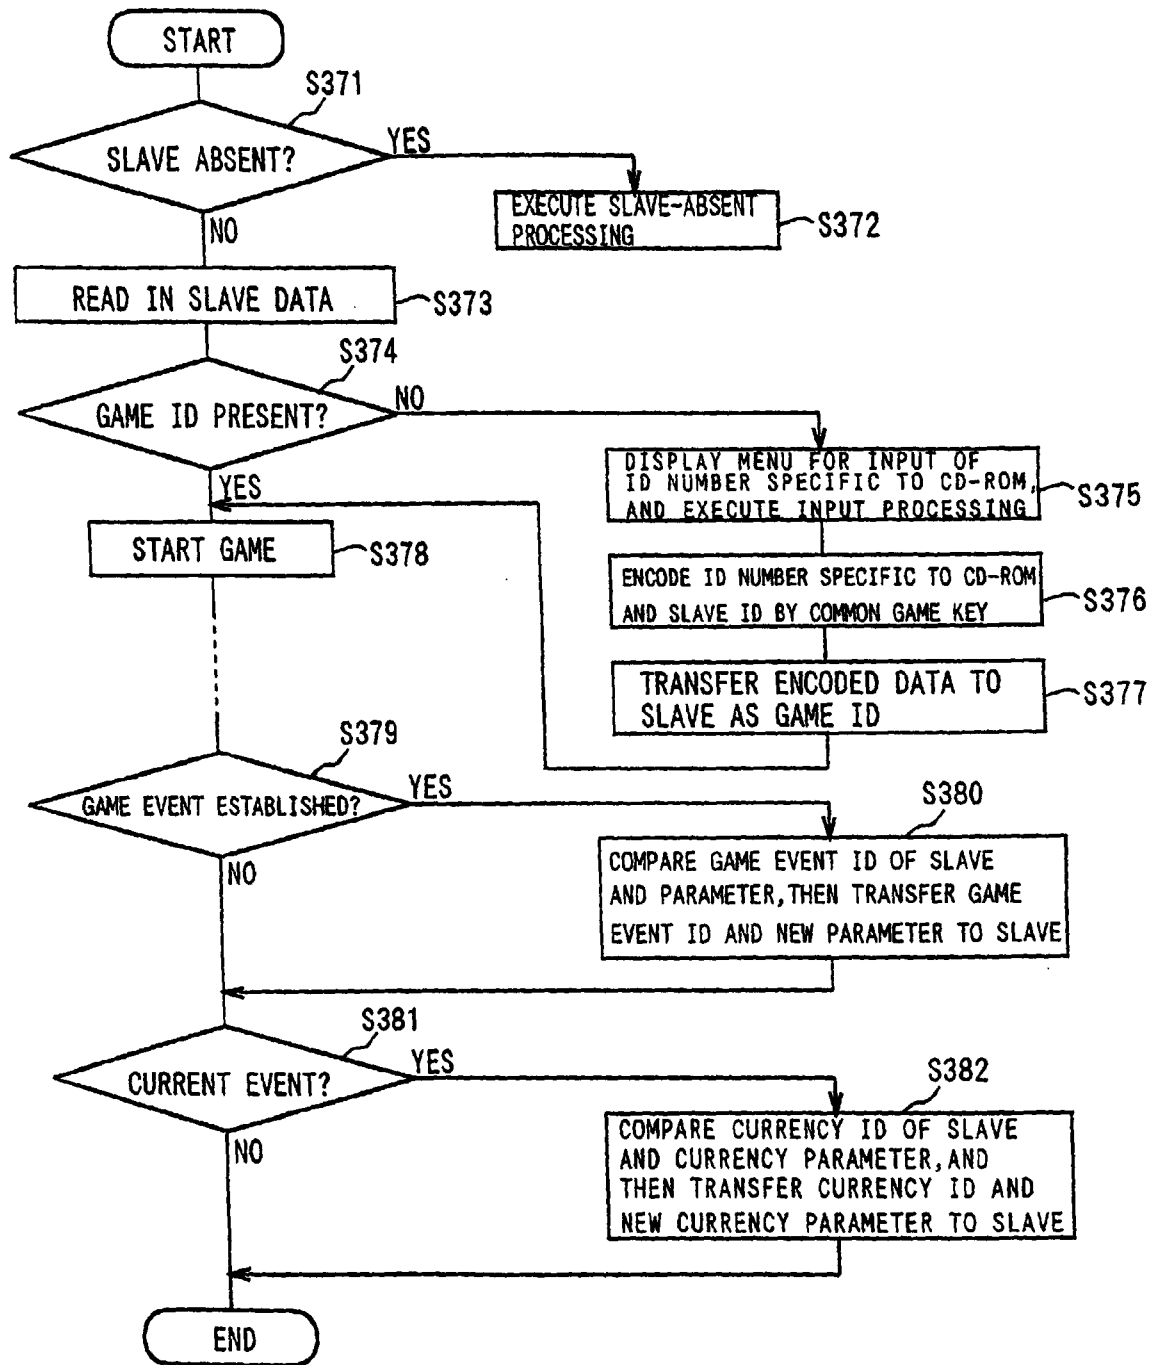 START
S371
SLAVE ABSENT?
YES
NO
EXECUTE SLAVE-ABSENT
PROCESSING
S372
READ IN SLAVE DATA
S373
S374
GAME ID PRESENT?
NO
YES
DISPLAY MENU FOR INPUT OF
ID NUMBER SPECIFIC TO CD-ROM,
AND EXECUTE INPUT PROCESSING
S375
START GAME
S378
ENCODE ID NUMBER SPECIFIC TO CD-ROM
AND SLAVE ID BY COMMON GAME KEY
S376
TRANSFER ENCODED DATA TO
SLAVE AS GAME ID
S377
S379
GAME EVENT ESTABLISHED?
YES
NO
S380
COMPARE GAME EVENT ID OF SLAVE
AND PARAMETER, THEN TRANSFER GAME
EVENT ID AND NEW PARAMETER TO SLAVE
S381
CURRENT EVENT?
YES
NO
S382
COMPARE CURRENCY ID OF SLAVE
AND CURRENCY PARAMETER, AND
THEN TRANSFER CURRENCY ID AND
NEW CURRENCY PARAMETER TO SLAVE
END